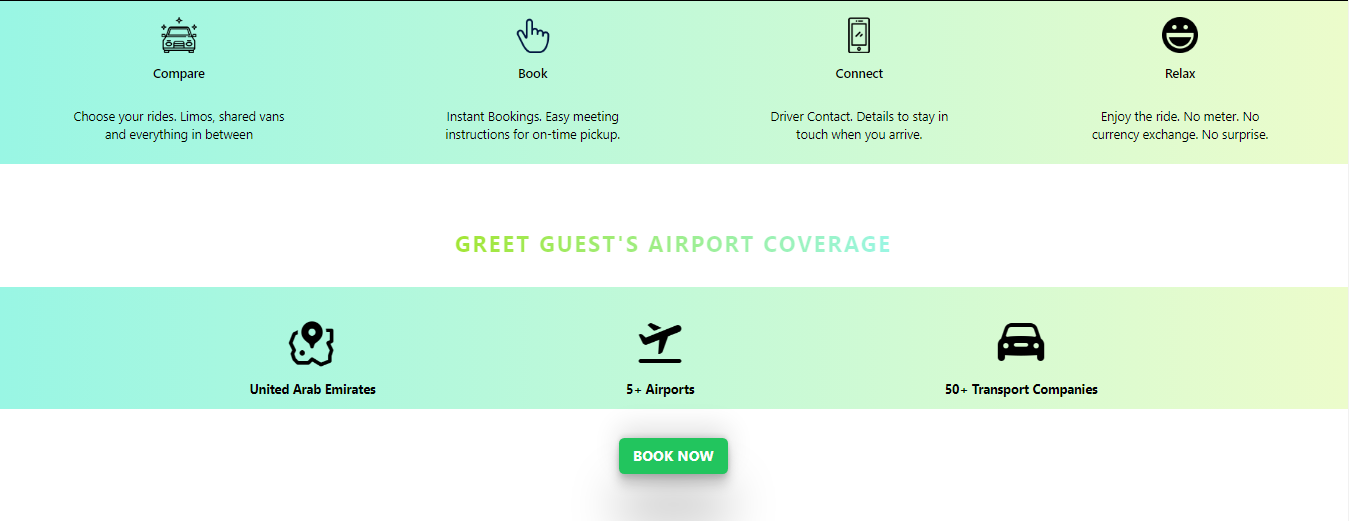 Compare
Book
Connect
Relax
Choose your rides. Limos, shared vans
and everything in between
Instant Bookings. Easy meeting
instructions for on-time pickup.
Driver Contact. Details to stay in
touch when you arrive.
Enjoy the ride. No meter. No
currency exchange. No surprise.
GREET GUEST'S AIRPORT COVERAGE
United Arab Emirates
5+ Airports
50+ Transport Companies
BOOK NOW